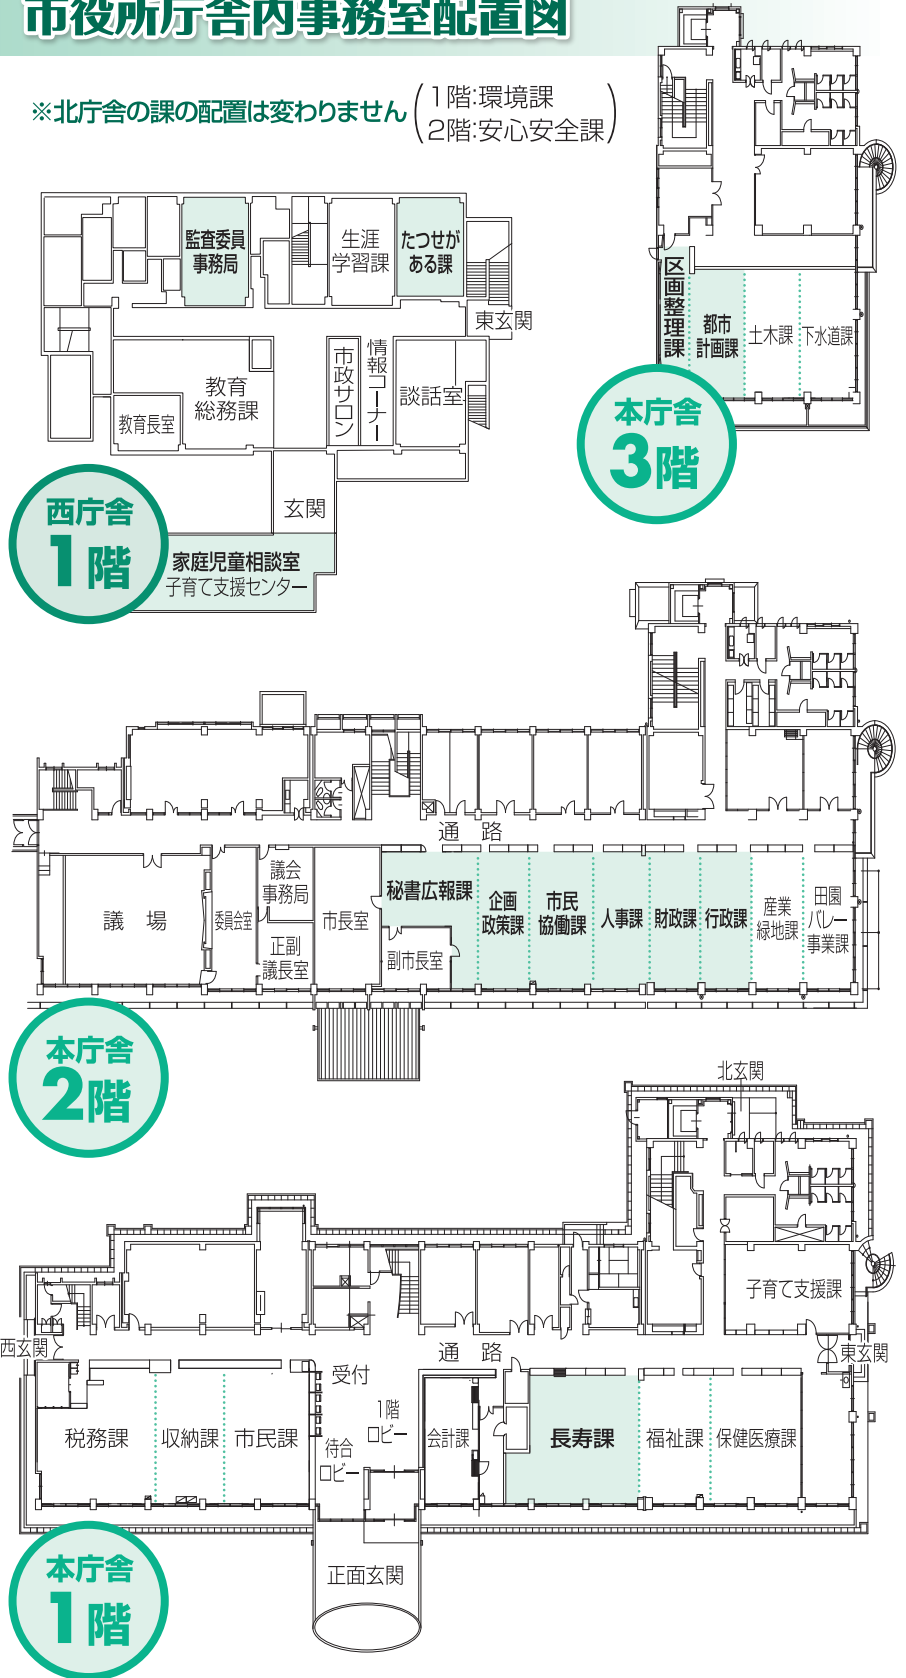 市役所庁舎内事務室配置図
※北庁舎の課の配置は変わりません
1階:環境課
2階:安心安全課
監査委員
事務局
生涯
学習課
たつせが
ある課
東玄関
教育
総務課
教育長室
市政サロン
情報コーナー
談話室
玄関
家庭児童相談室
子育て支援センター
西庁舎
1階
区画整理課
都市
計画課
土木課
下水道課
本庁舎
3階
通路
議場
委員会室
議会
事務局
正副
議長室
市長室
秘書広報課
副市長室
企画
政策課
市民
協働課
人事課
財政課
行政課
産業
緑地課
田園
バレー
事業課
本庁舎
2階
北玄関
子育て支援課
西玄関
通路
東玄関
受付
税務課
収納課
市民課
1階
ロビー
待合
ロビー
会計課
長寿課
福祉課
保健医療課
正面玄関
本庁舎
1階